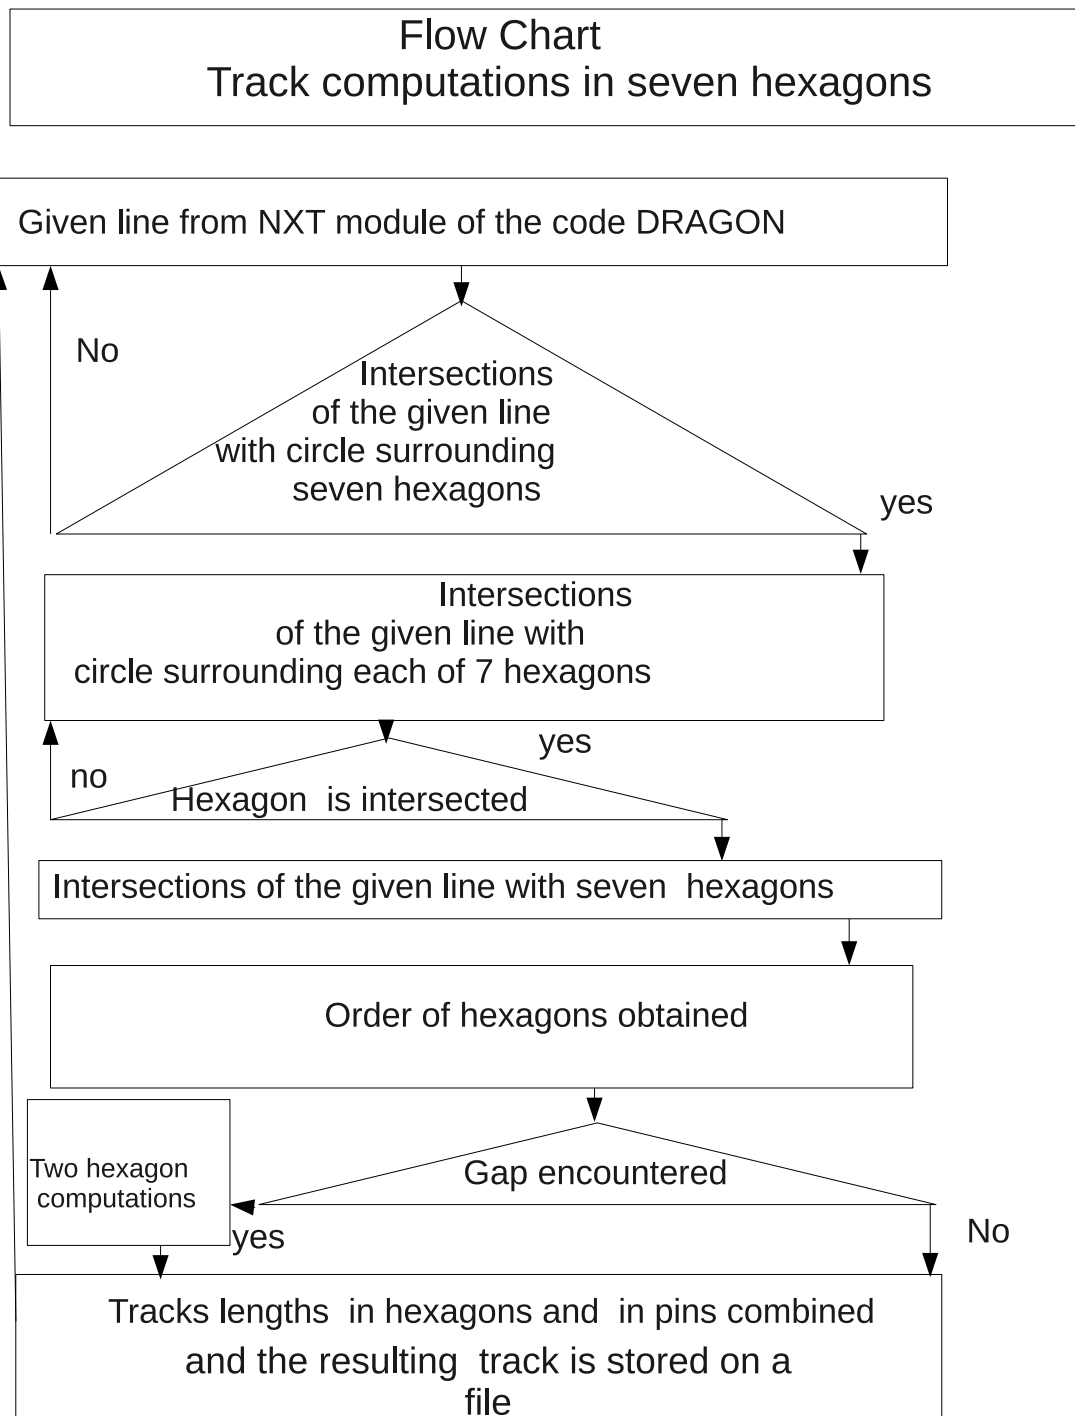 Flow Chart
Track computations in seven hexagons
Given line from NXT module of the code DRAGON
No
Intersections
of the given line
with circle surrounding
seven hexagons
yes
Intersections
of the given line with
circle surrounding each of 7 hexagons
yes
no
Hexagon is intersected
Intersections of the given line with seven hexagons
Order of hexagons obtained
Two hexagon
computations
Gap encountered
yes
No
Tracks lengths in hexagons and in pins combined
and the resulting track is stored on a
file